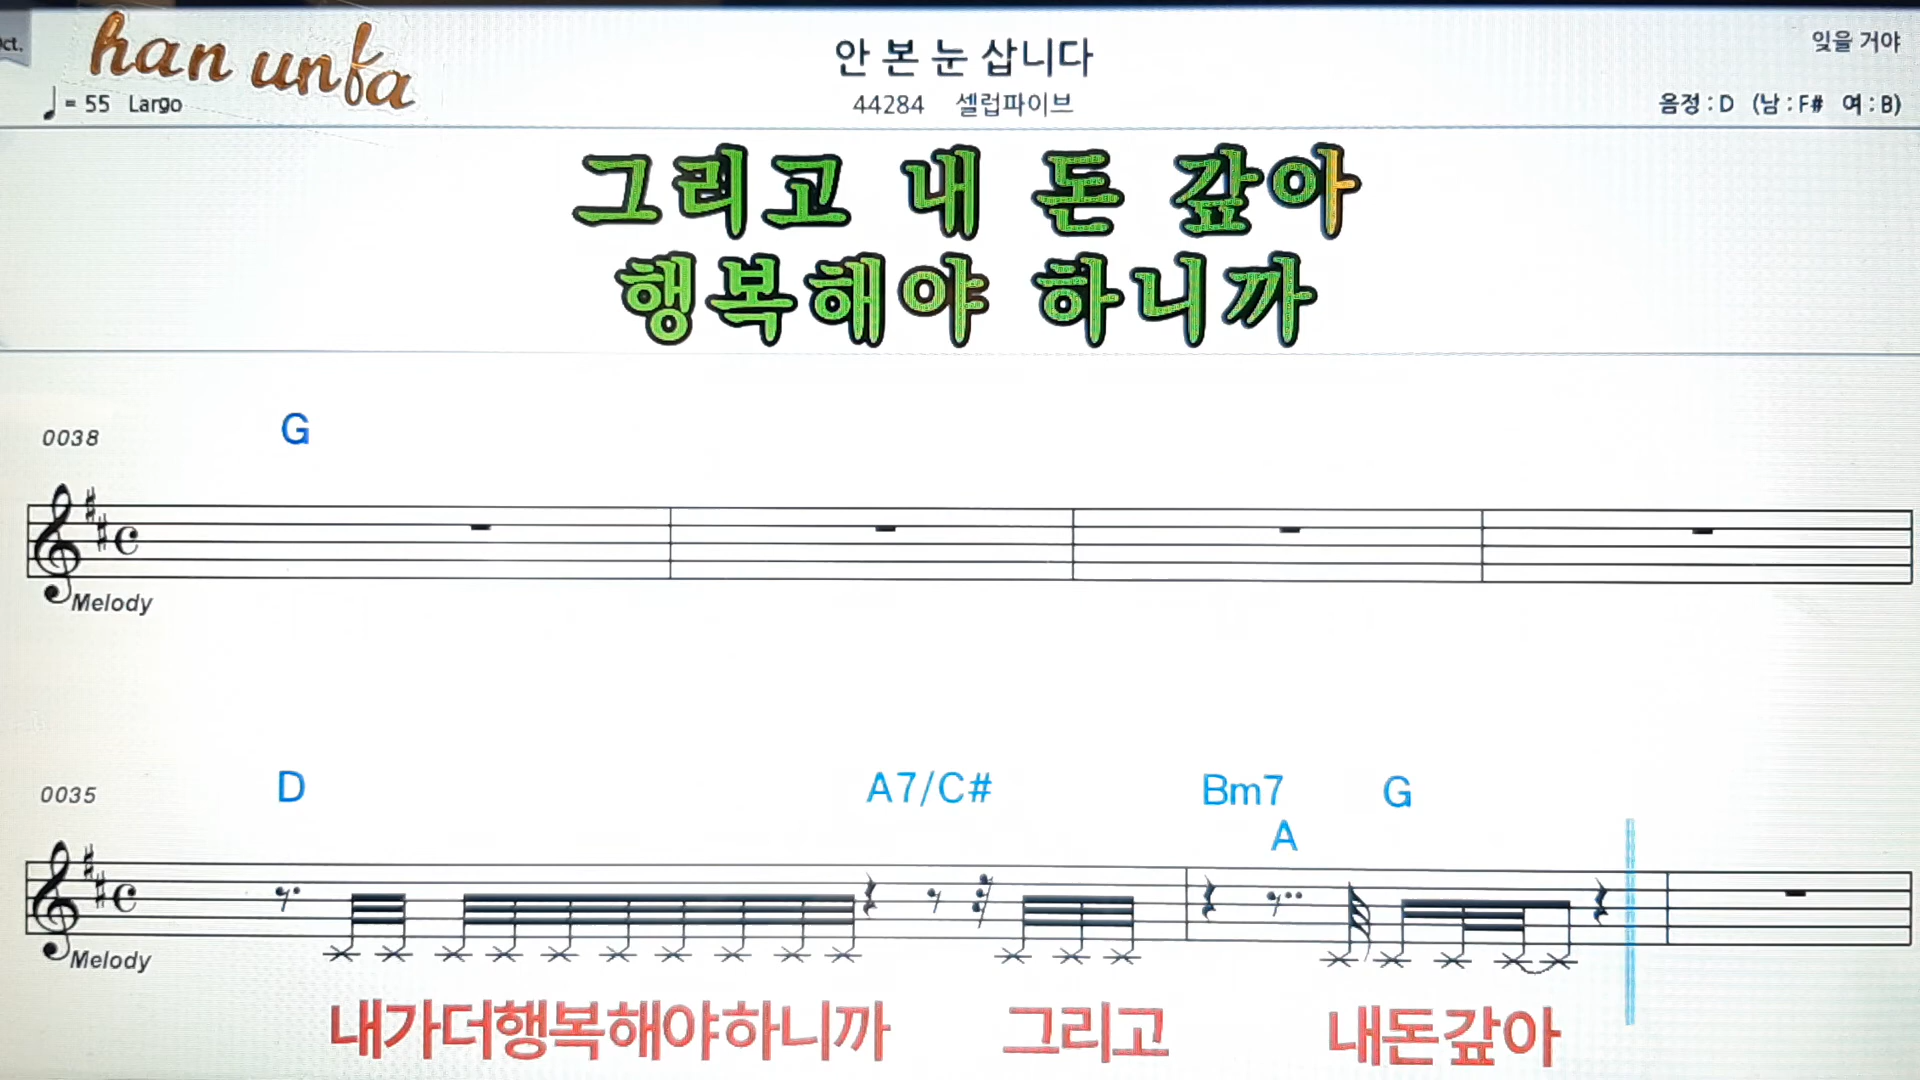 Oct.
han unfa
♩ = 55 Largo
안 본 눈 삽니다
44284 셀럽파이브
잊을 거야
음정 : D (남 : F# 여 : B)
그리고 내 돈 갚아
행복해야 하니까
0038
G
Melody
0035
D A7/C# Bm7 G
A
Melody
내가더행복해야하니까 그리고 내돈갚아